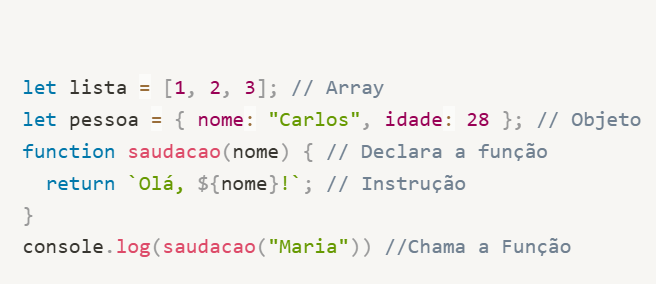 let lista = [1, 2, 3]; // Array
let pessoa = { nome: "Carlos", idade: 28 }; // Objeto
function saudacao(nome) { // Declara a função
  return `Olá, ${nome}!`; // Instrução
}
console.log(saudacao("Maria")) //Chama a Função